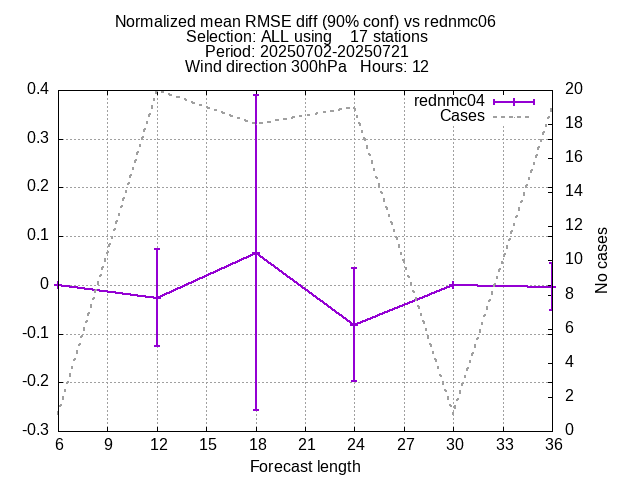 Normalized mean RMSE diff (90% conf) vs rednmc06
Selection: ALL using    17 stations
Period: 20250702-20250721
Wind direction 300hPa   Hours: 12
rednmc04
Cases
0.4
0.3
0.2
0.1
0
-0.1
-0.2
-0.3
20
18
16
14
12
10
8
6
4
2
0
No cases
6 9 12 15 18 21 24 27 30 33 36
Forecast length